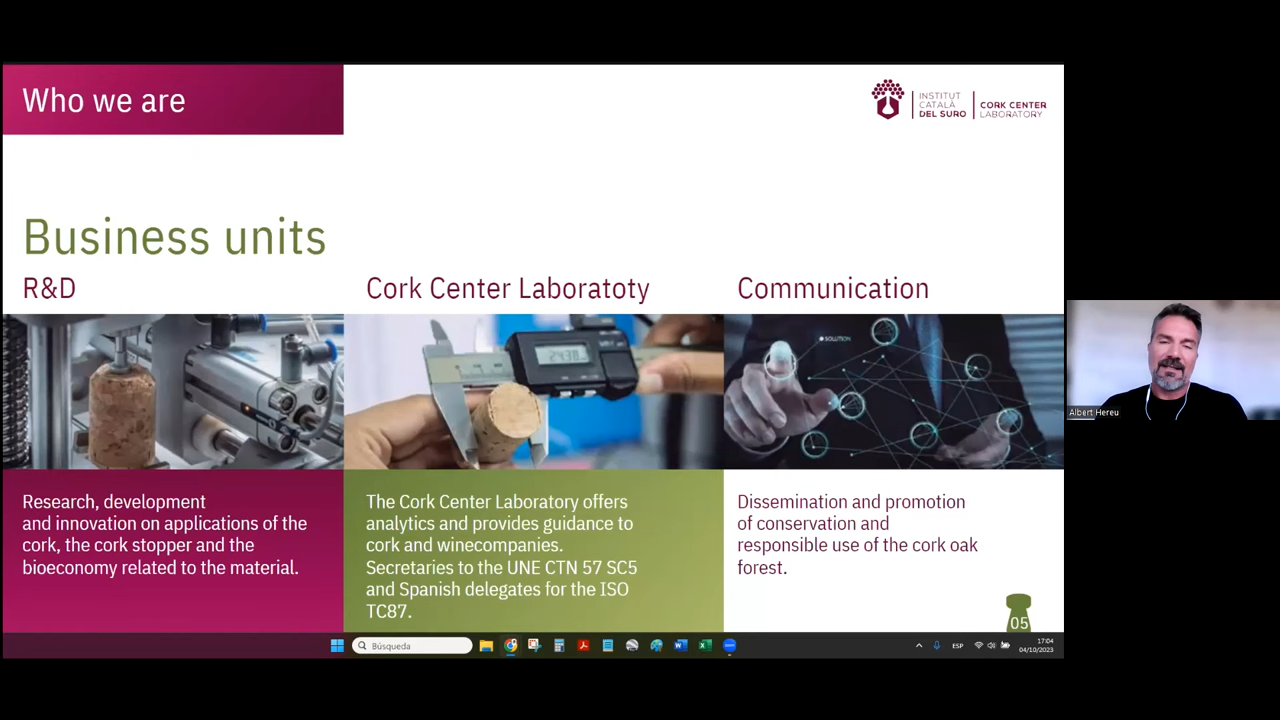 Who we are
INSTITUT
CATALÀ
DEL SURO
CORK CENTER
LABORATORY
Business units
R&D
Cork Center Laboratoty
Communication
2430
SOLUTION
Research, development
and innovation on applications of the
cork, the cork stopper and the
bioeconomy related to the material.
The Cork Center Laboratory offers
analytics and provides guidance to
cork and winecompanies.
Secretaries to the UNE CTN 57 SC5
and Spanish delegates for the ISO
TC87.
Dissemination and promotion
of conservation and
responsible use of the cork oak
forest.
05
Albert Hereu
Búsqueda
ESP
17:04
04/10/2023